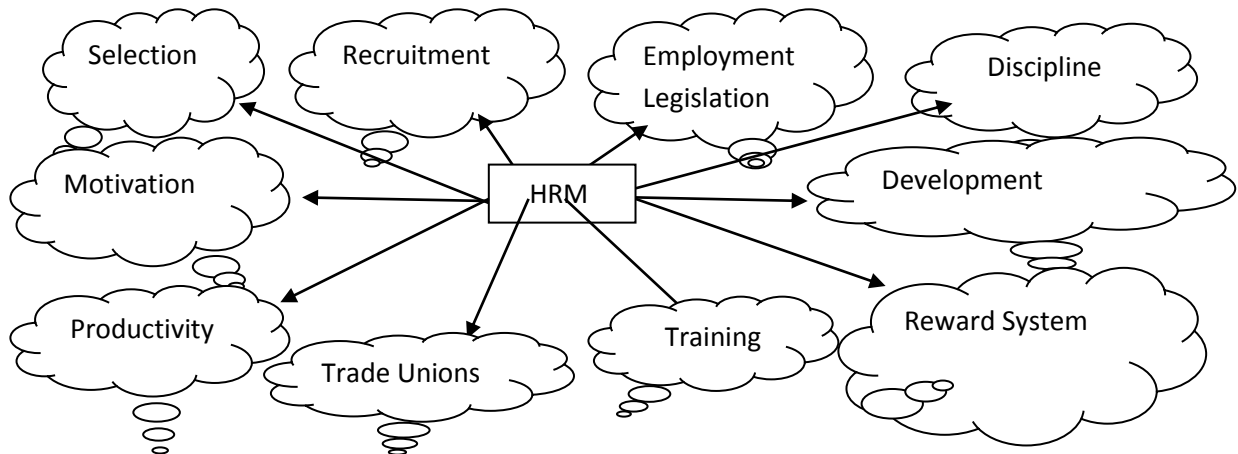 Selection
Recruitment
Employment
Legislation
Discipline
Motivation
HRM
Development
Productivity
Trade Unions
Training
Reward System